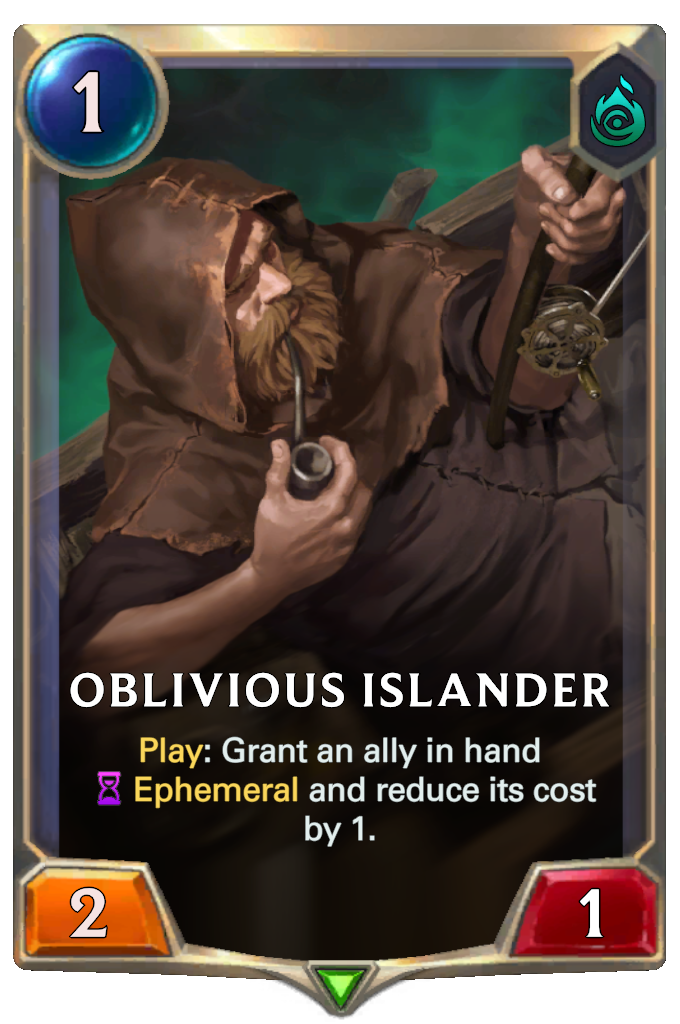 1
OBLIVIOUS ISLANDER
Play: Grant an ally in hand
Ephemeral and reduce its cost
by 1.
2
1